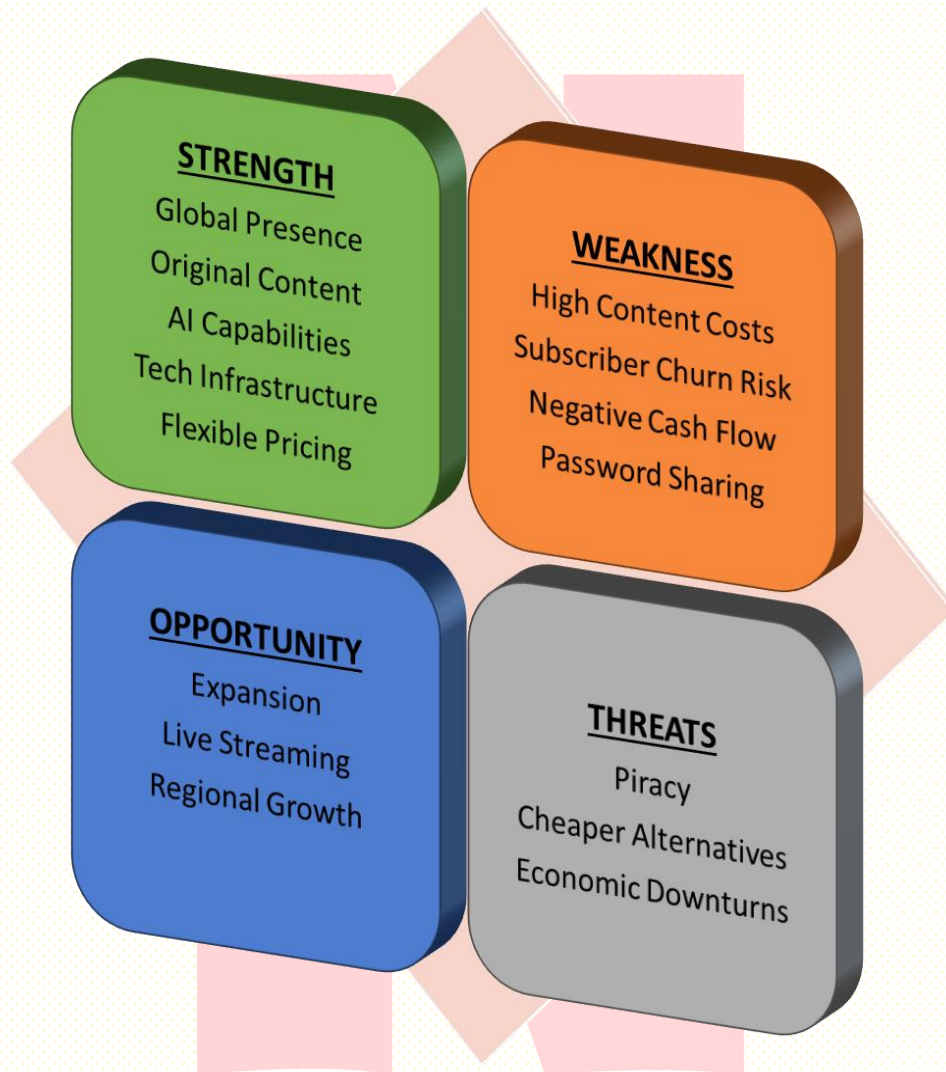 STRENGTH
Global Presence
Original Content
AI Capabilities
Tech Infrastructure
Flexible Pricing
WEAKNESS
High Content Costs
Subscriber Churn Risk
Negative Cash Flow
Password Sharing
OPPORTUNITY
Expansion
Live Streaming
Regional Growth
THREATS
Piracy
Cheaper Alternatives
Economic Downturns